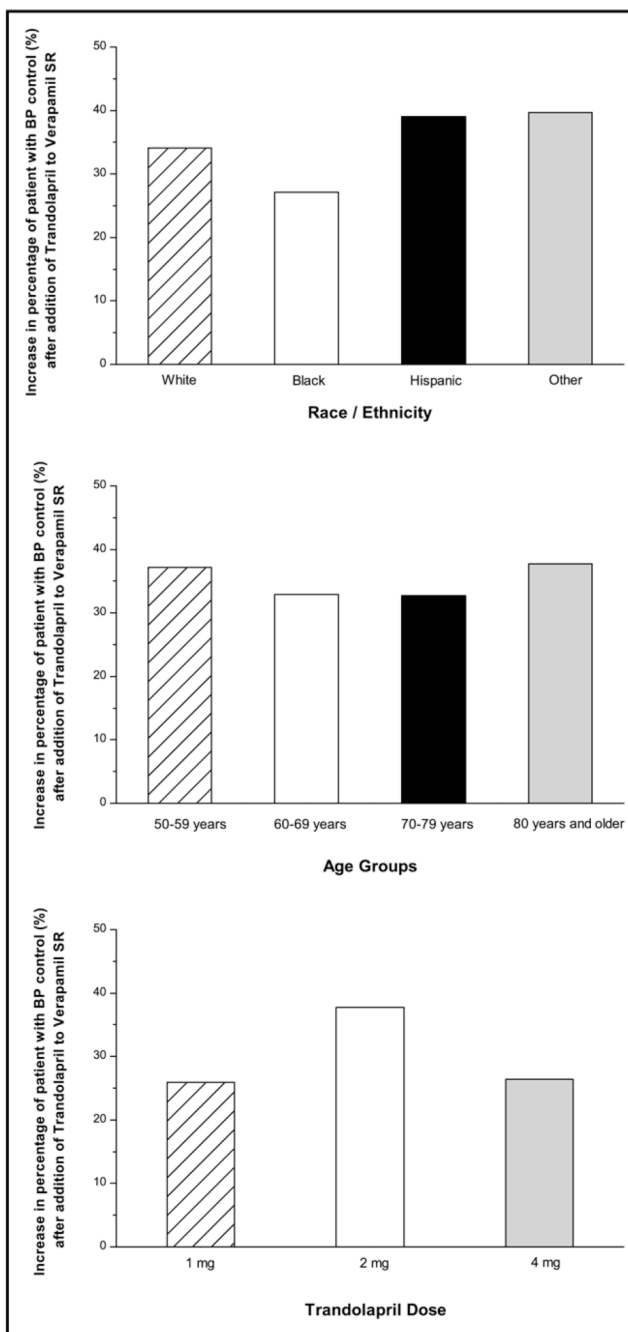 Increase in percentage of patient with BP control (%)
after addition of Trandolapril to Verapamil SR
50
40
30
20
10
0
White Black Hispanic Other
Race / Ethnicity
Increase in percentage of patient with BP control (%)
after addition of Trandolapril to Verapamil SR
50
40
30
20
10
0
50-59 years 60-69 years 70-79 years 80 years and older
Age Groups
Increase in percentage of patient with BP control (%)
after addition of Trandolapril to Verapamil SR
50
40
30
20
10
0
1 mg 2 mg 4 mg
Trandolapril Dose